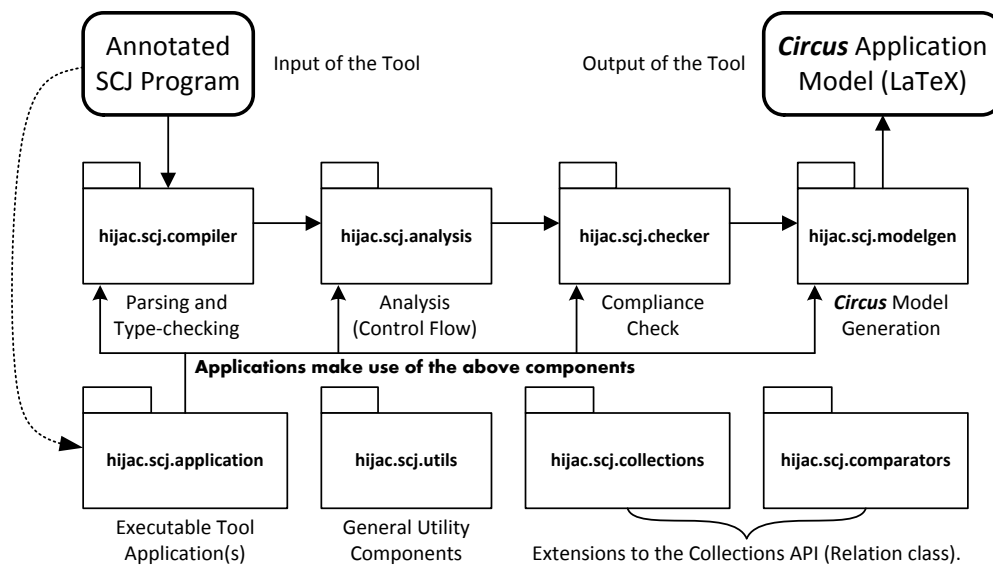 Annotated
SCJ Program
Input of the Tool
Output of the Tool
Circus Application
Model (LaTeX)
hijac.scj.compiler
hijac.scj.analysis
hijac.scj.checker
hijac.scj.modelgen
Parsing and
Type-checking
Analysis
(Control Flow)
Compliance
Check
Circus Model
Generation
Applications make use of the above components
hijac.scj.application
hijac.scj.utils
hijac.scj.collections
hijac.scj.comparators
Executable Tool
Application(s)
General Utility
Components
Extensions to the Collections API (Relation class).